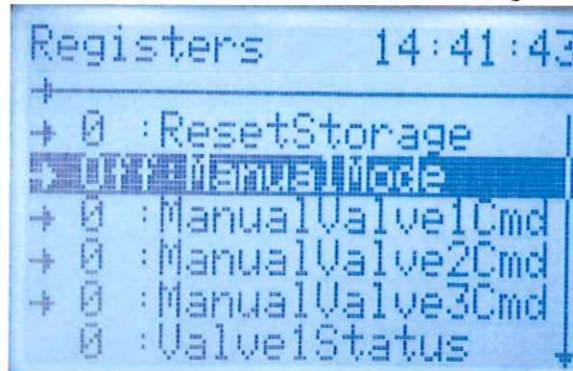 Registers 14:41:43
→ 0 :ResetStorage
→ Off:ManualMode
→ 0 :ManualValve1Cmd
→ 0 :ManualValve2Cmd
→ 0 :ManualValve3Cmd
0 :Valve1Status